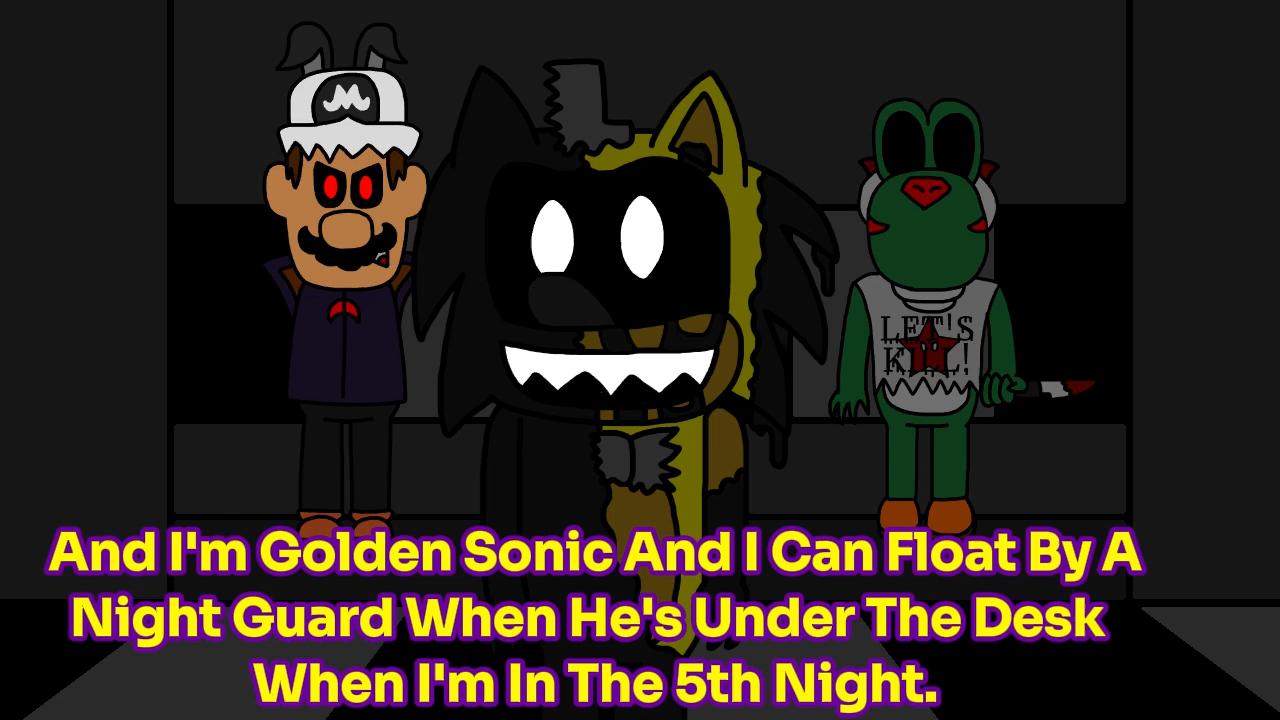 M
LET'S
KILL!
And I'm Golden Sonic And I Can Float By A
Night Guard When He's Under The Desk
When I'm In The 5th Night.